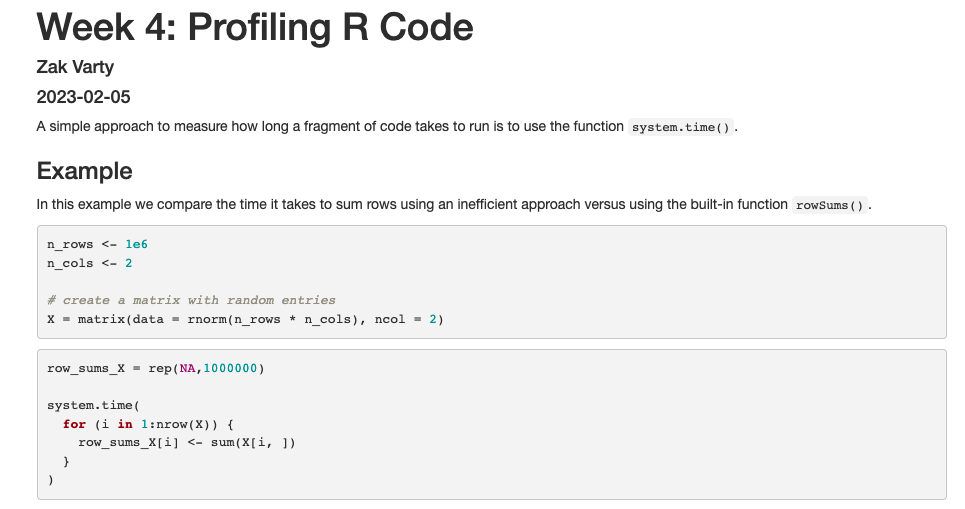 Week 4: Profiling R Code
Zak Varty
2023-02-05
A simple approach to measure how long a fragment of code takes to run is to use the function system.time().
Example
In this example we compare the time it takes to sum rows using an inefficient approach versus using the built-in function rowSums().
n_rows <- 1e6
n_cols <- 2
# create a matrix with random entries
X = matrix(data = rnorm(n_rows * n_cols), ncol = 2)
row_sums_X = rep(NA,1000000)
system.time(
  for (i in 1:nrow(X)) {
    row_sums_X[i] <- sum(X[i, ])
  }
)